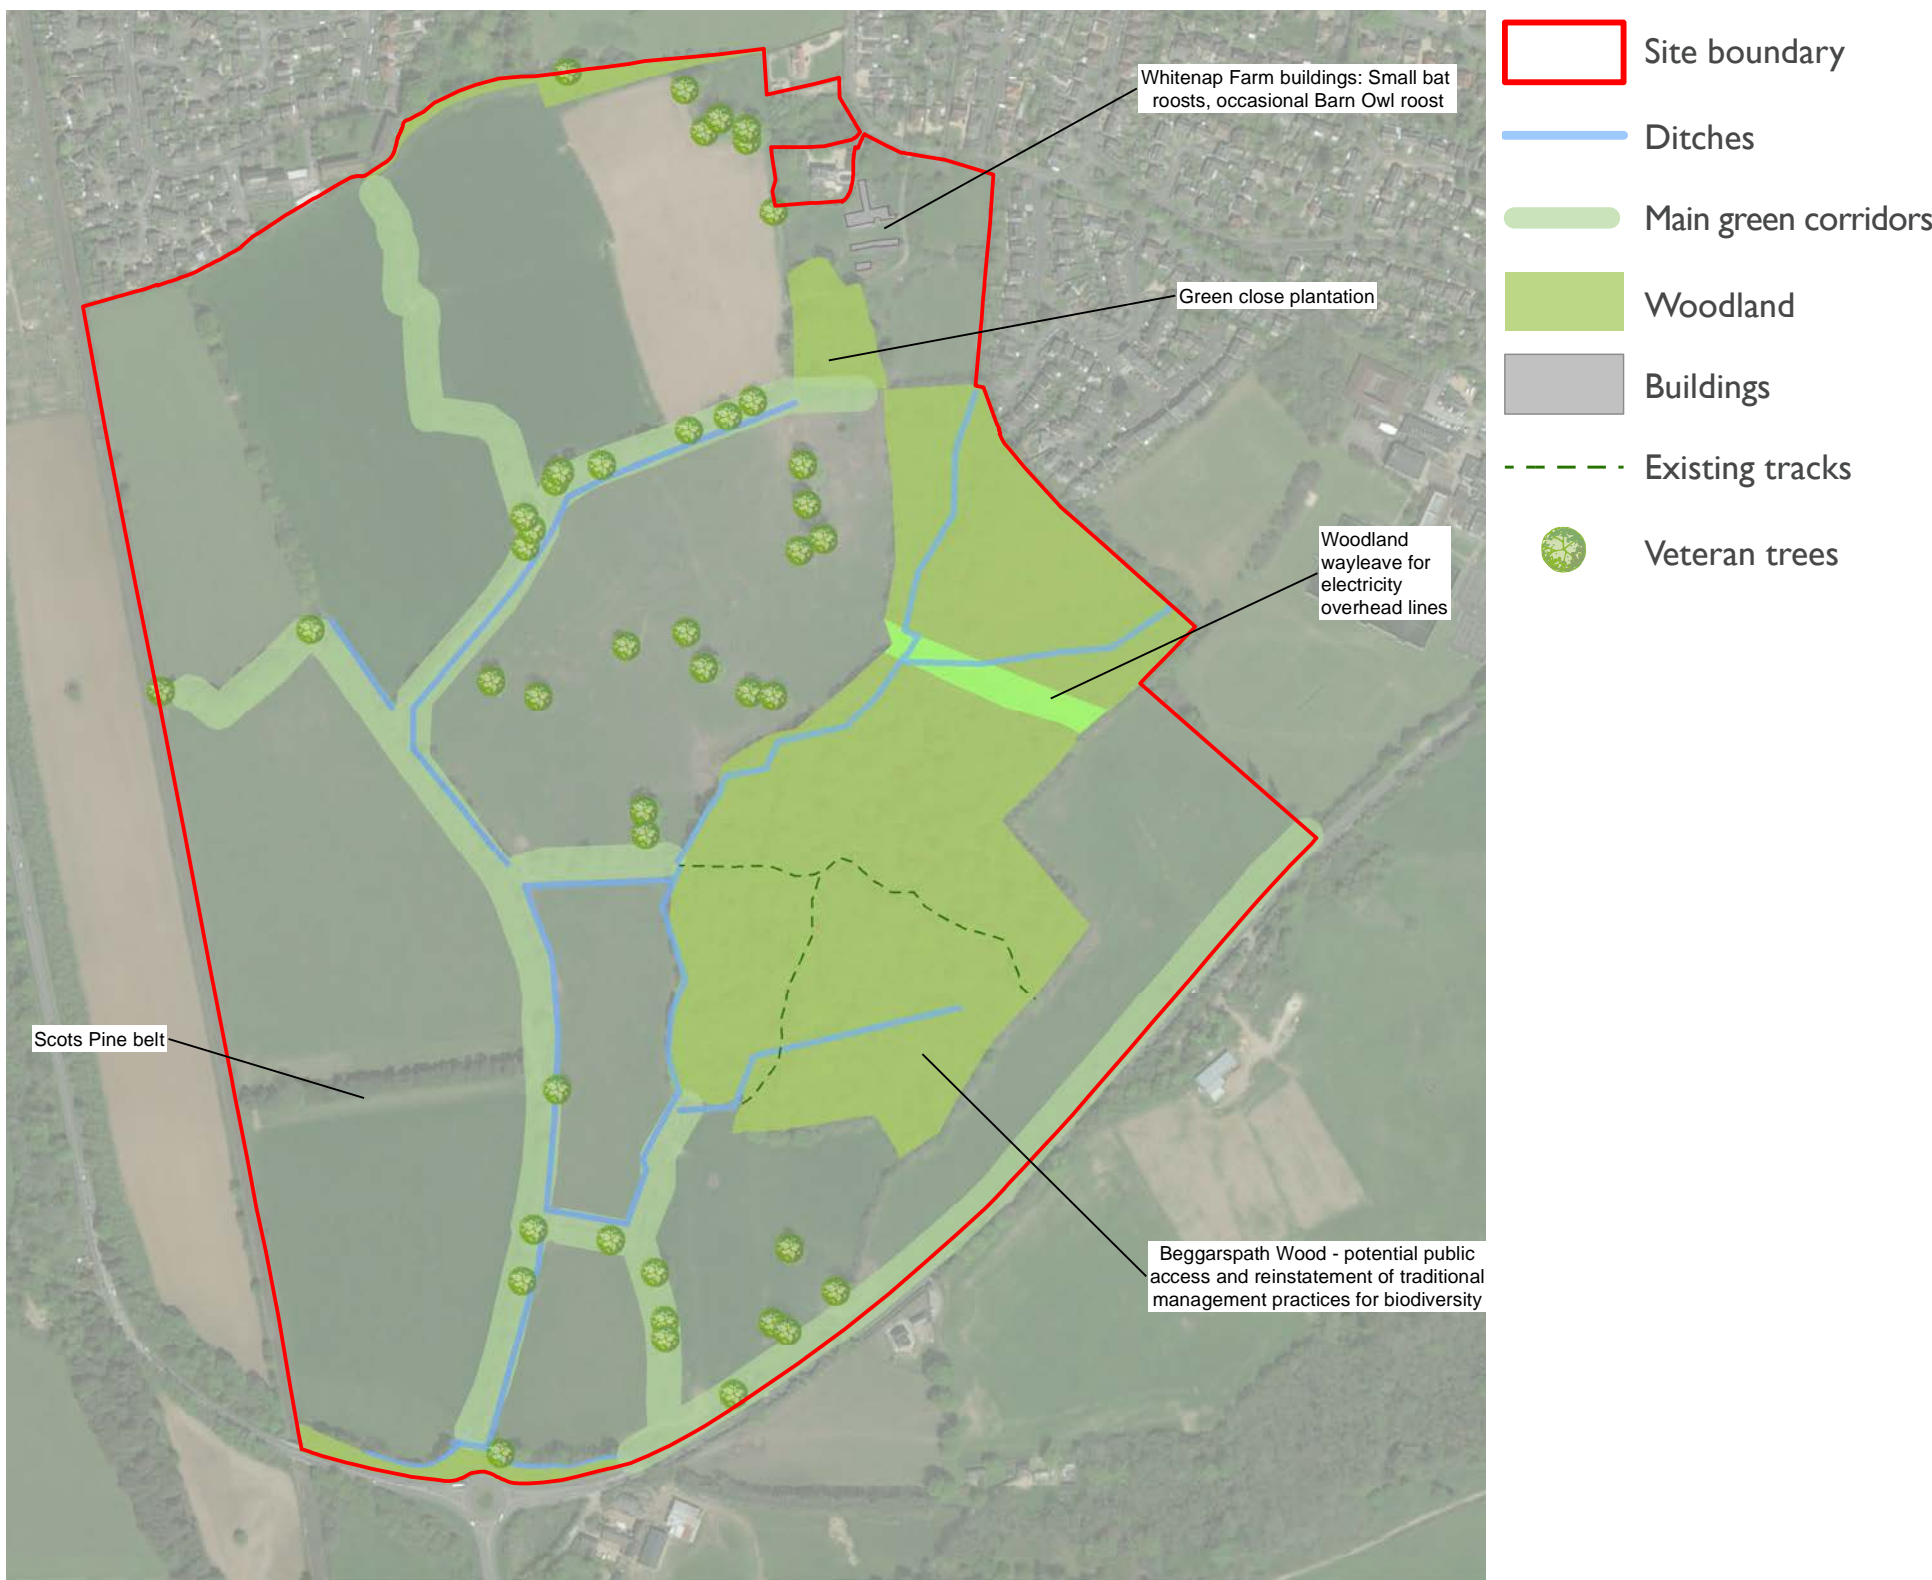 Whitenap Farm buildings: Small bat
roosts, occasional Barn Owl roost
Green close plantation
Woodland
wayleave for
electricity
overhead lines
Scots Pine belt
Beggarspath Wood - potential public
access and reinstatement of traditional
management practices for biodiversity
Site boundary
Ditches
Main green corridors
Woodland
Buildings
Existing tracks
Veteran trees